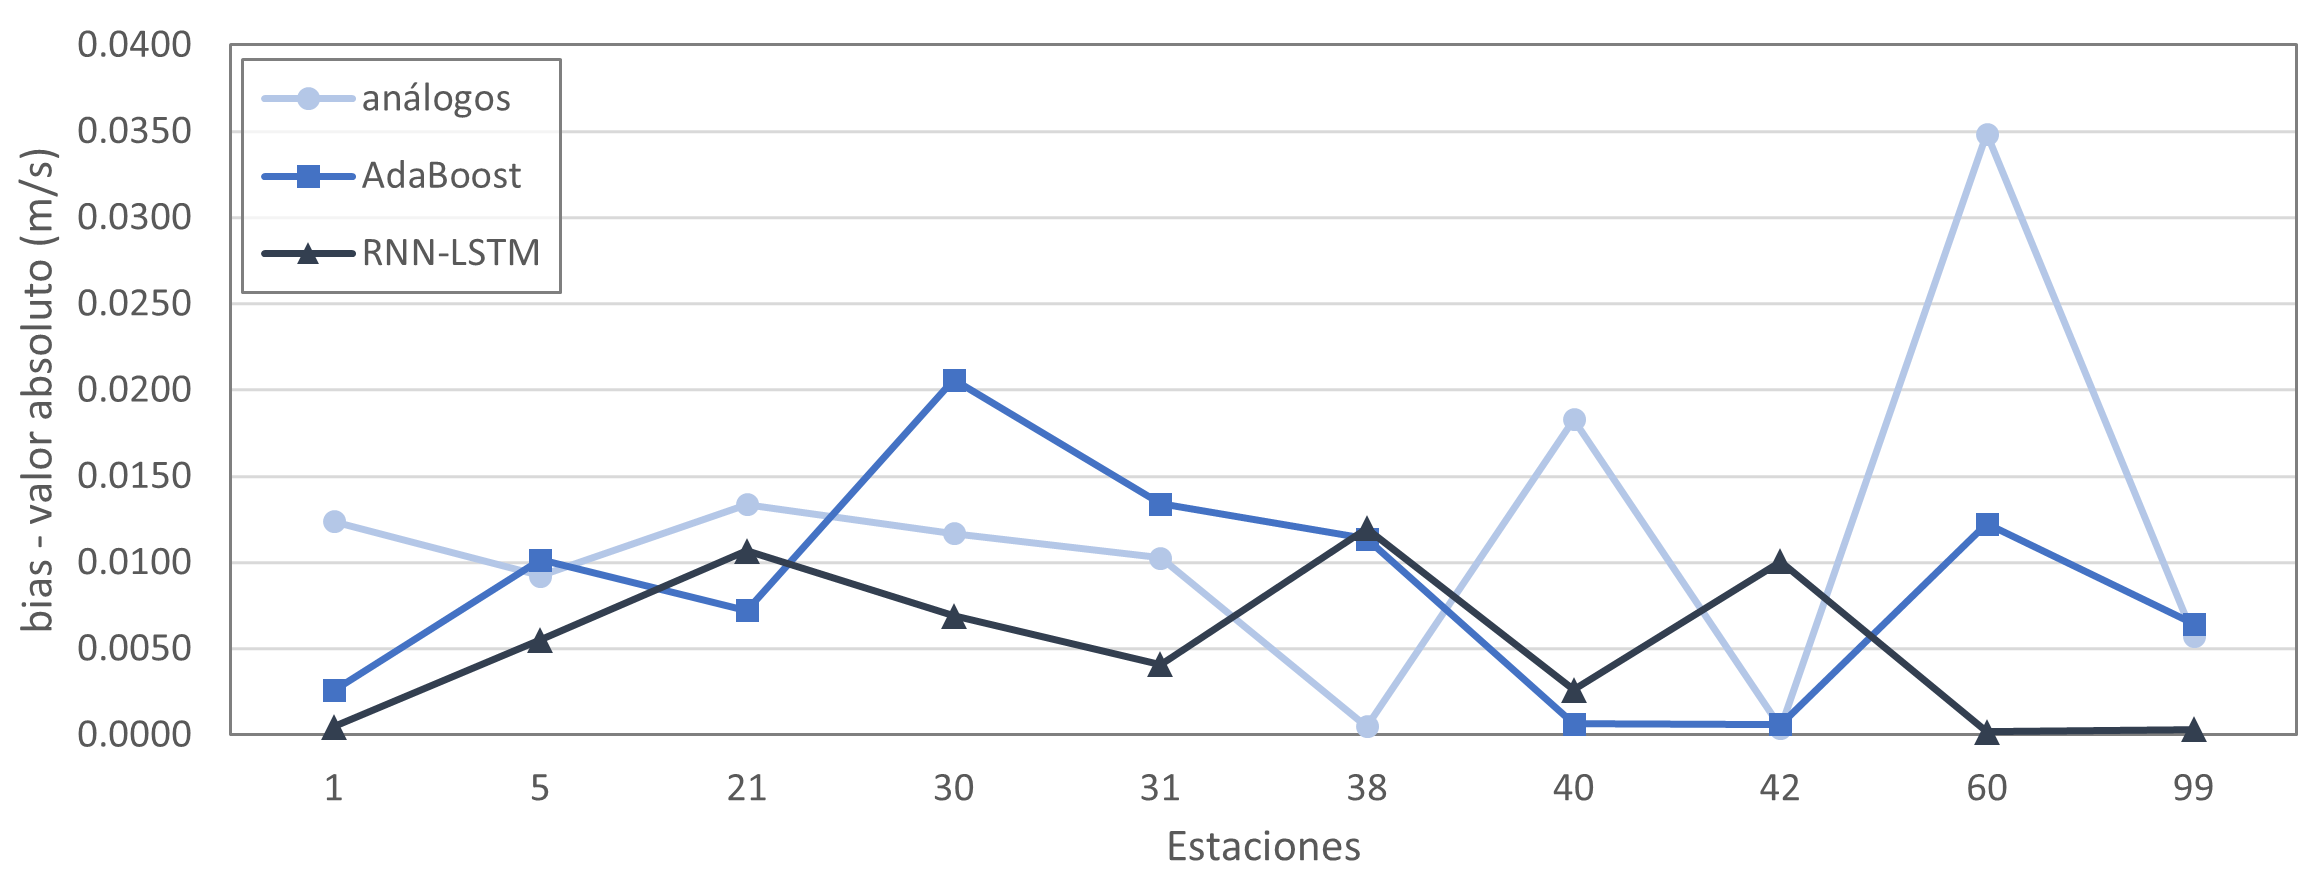 0.0400
0.0350
0.0300
0.0250
0.0200
0.0150
0.0100
0.0050
0.0000
bias - valor absoluto (m/s)
análogos
AdaBoost
RNN-LSTM
1 5 21 30 31 38 40 42 60 99
Estaciones